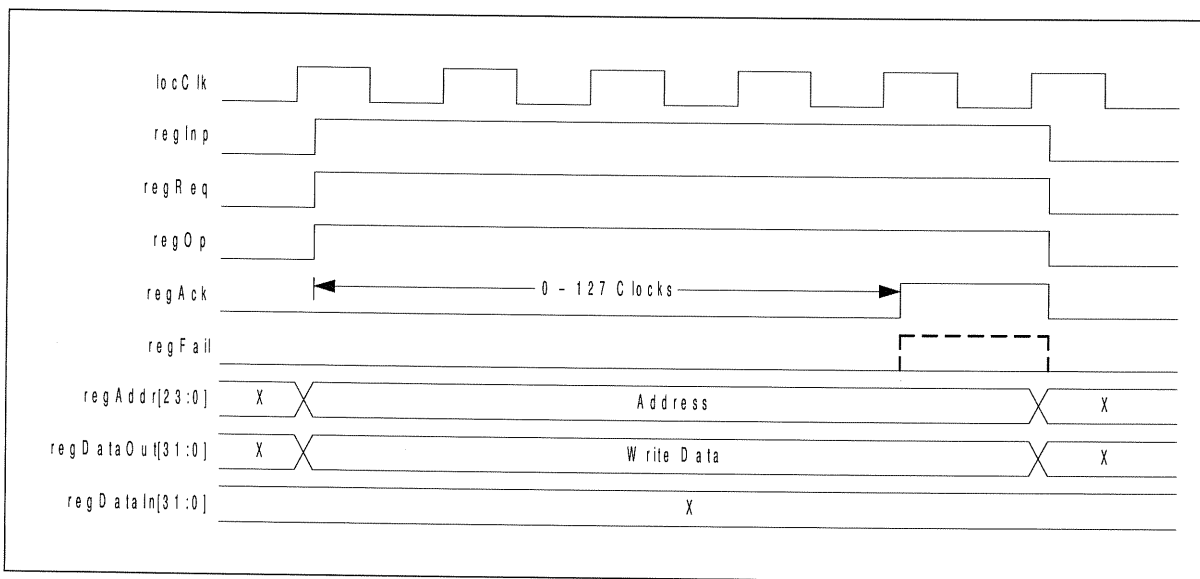 locClk
regInp
regReq
regOp
regAck
0 – 127 Clocks
regFail
regAddr[23:0]
X
Address
X
regDataOut[31:0]
X
Write Data
X
regDataIn[31:0]
X